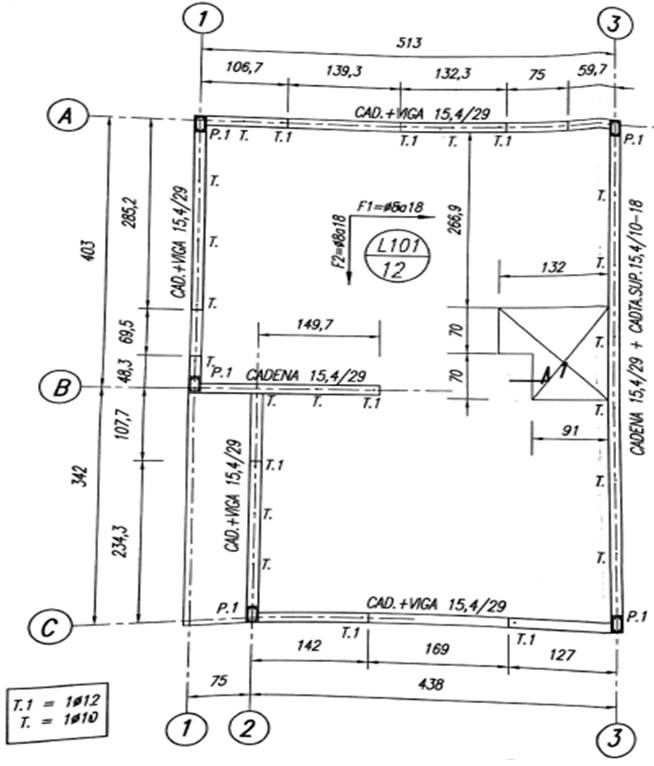 1
3
513
106,7
139,3
132,3
75
59,7
CAD.+VIGA 15,4/29
A
P.1
T.
T.1
T.1
T.
T.1
P.1
T.
T.
T.
T.
CAD.+VIGA 15,4/29
285,2
403
69,5
48,3
F1=ø8a18
F2=ø8a18
L101
12
266,9
132
70
70
91
T.
T.
T.
T.
T.
T.
CADENA 15,4/29 + CADTA.SUP.15,4/10-18
149,7
P.1
B
CADENA 15,4/29
T.
T.
T.1
107,7
342
234,3
CAD.+VIGA 15,4/29
T.1
T.
T.
P.1
CAD.+VIGA 15,4/29
P.1
C
T.1
T.1
142
169
127
75
438
T.1 = 1ø12
T. = 1ø10
1
2
3